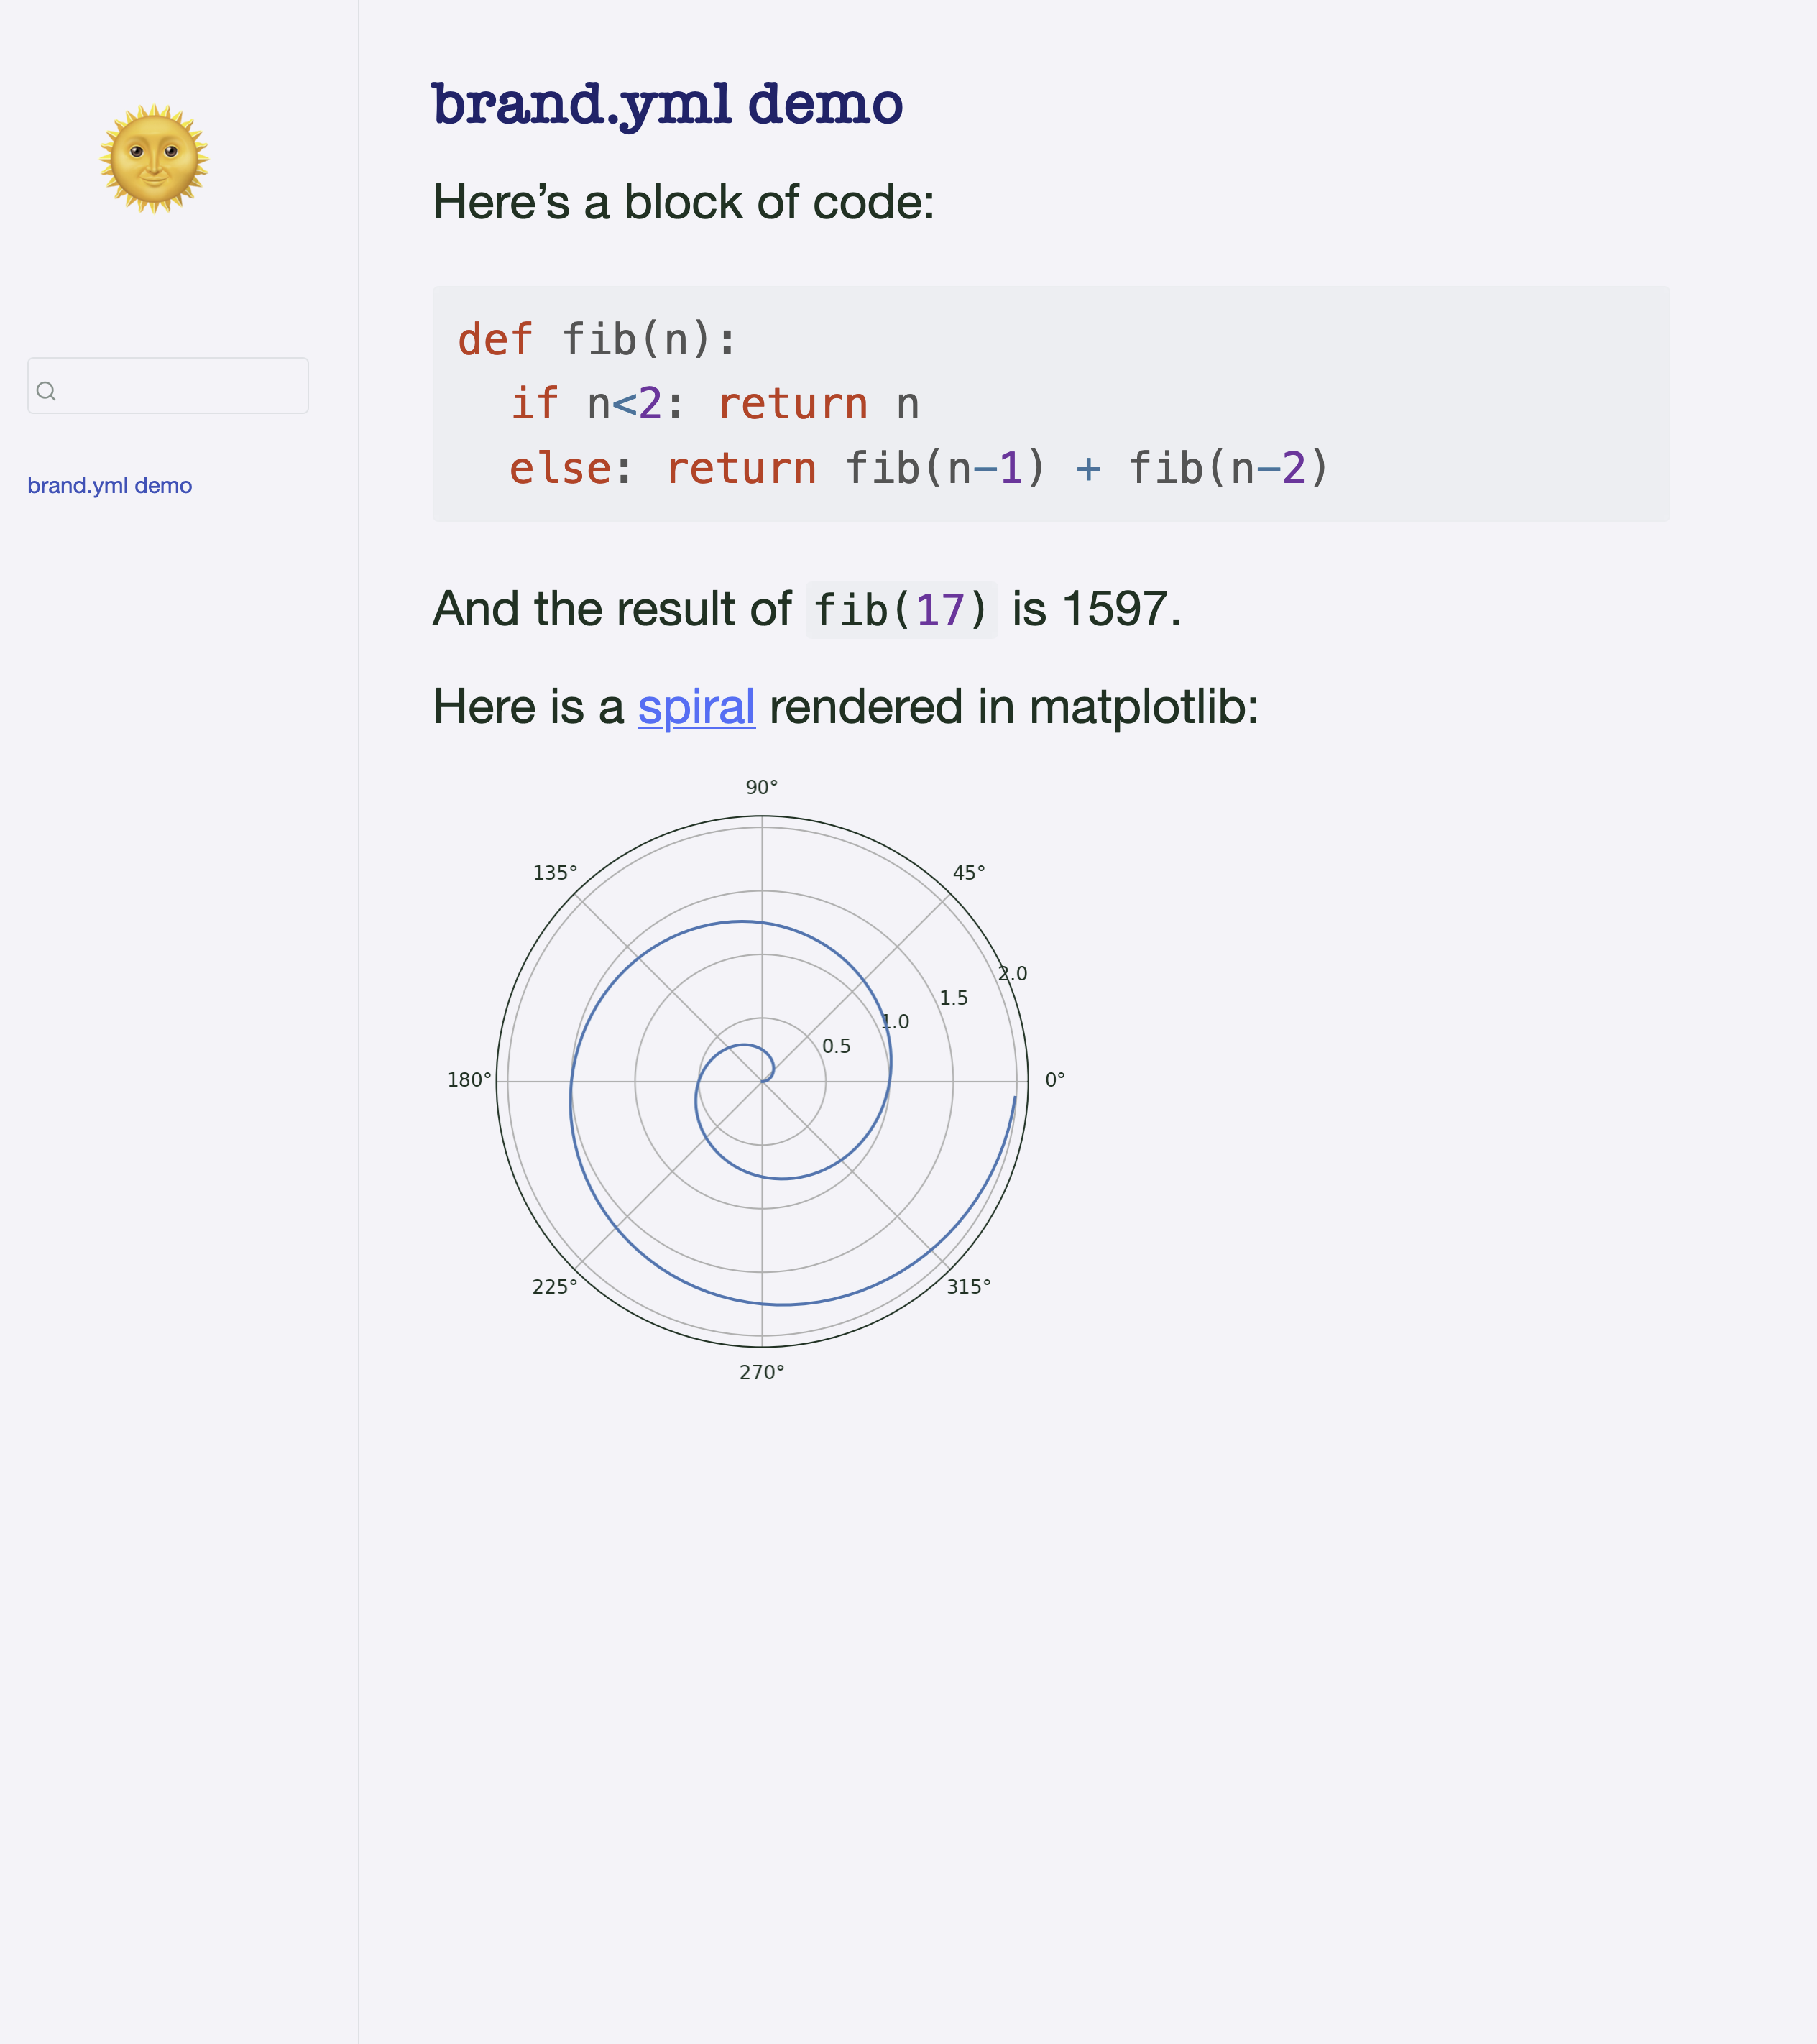 brand.yml demo
brand.yml demo
Here’s a block of code:
def fib(n):
  if n<2: return n
  else: return fib(n-1) + fib(n-2)
And the result of fib(17) is 1597.
Here is a spiral rendered in matplotlib:
90°
135°
45°
2.0
1.5
1.0
0.5
180°
0°
225°
315°
270°